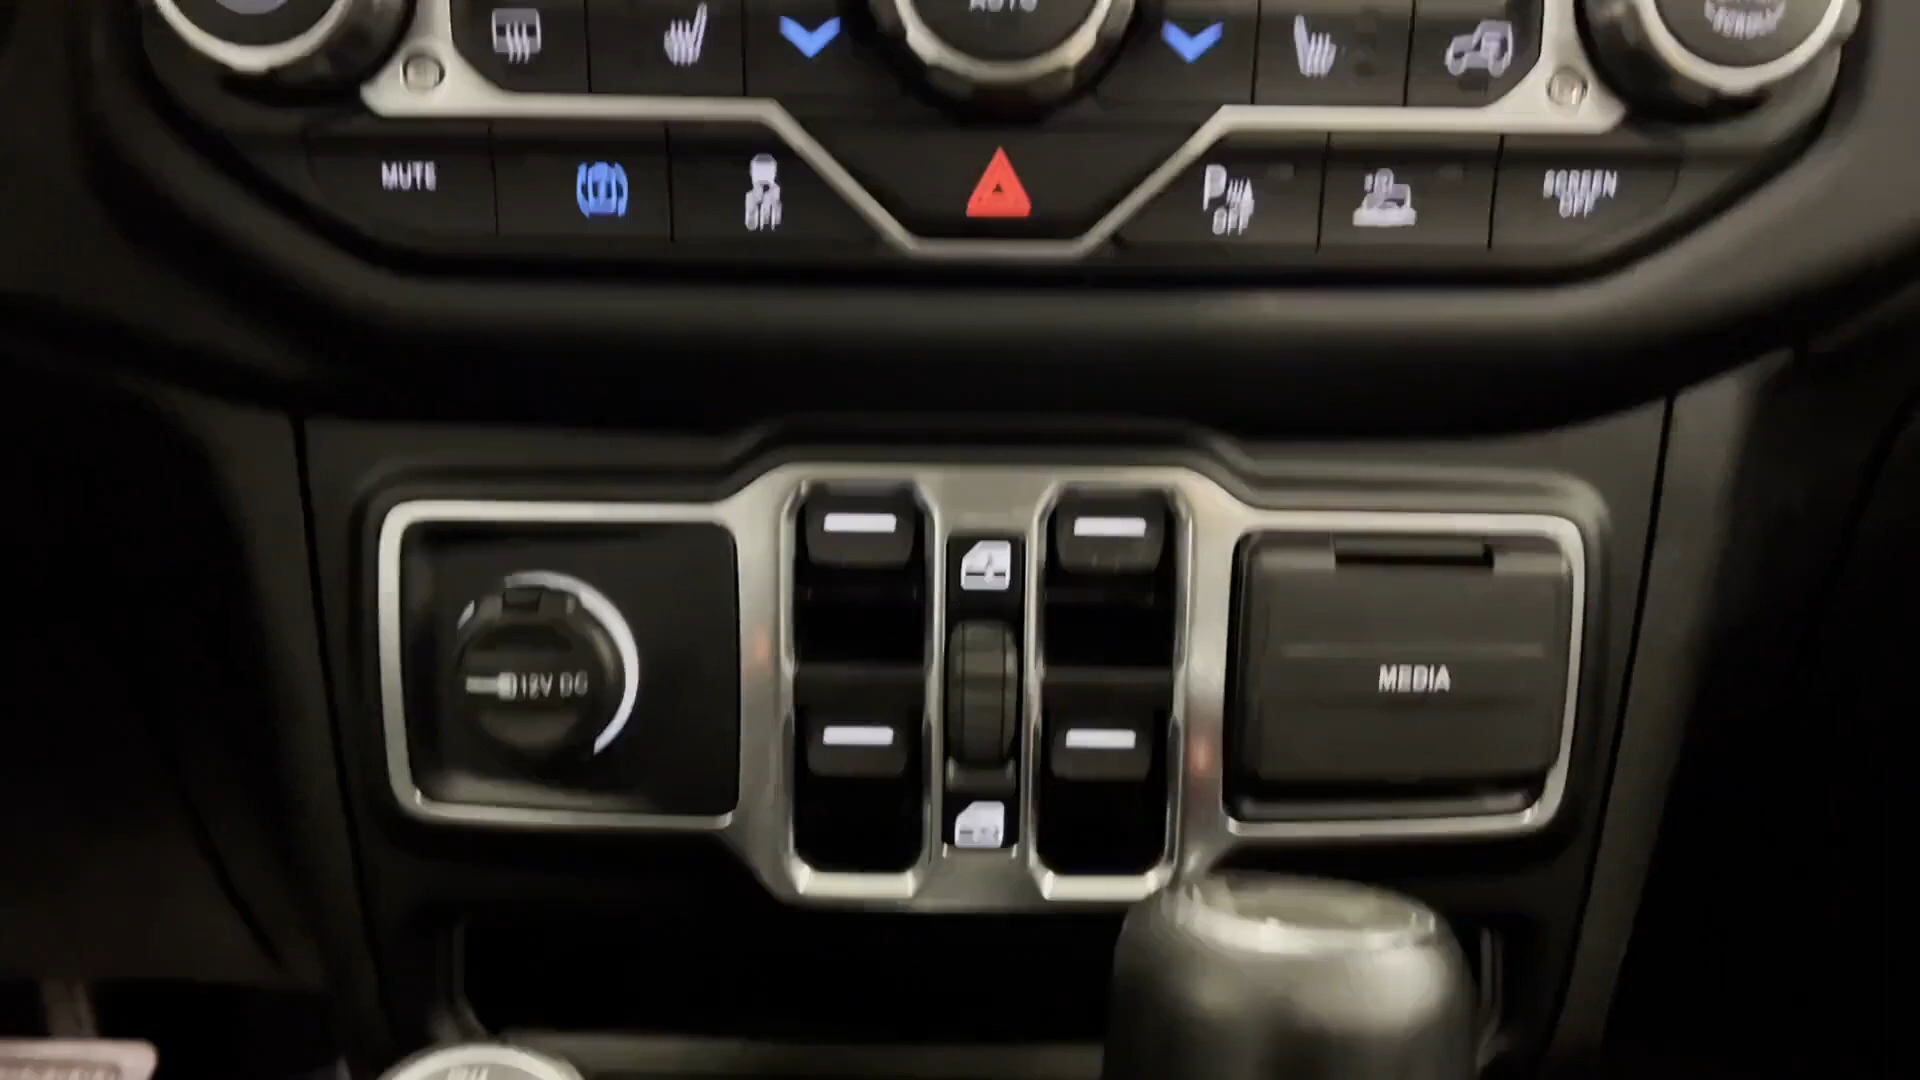 AUTO
MUTE
OFF
P OFF
SCREEN
OFF
12V DC
MEDIA